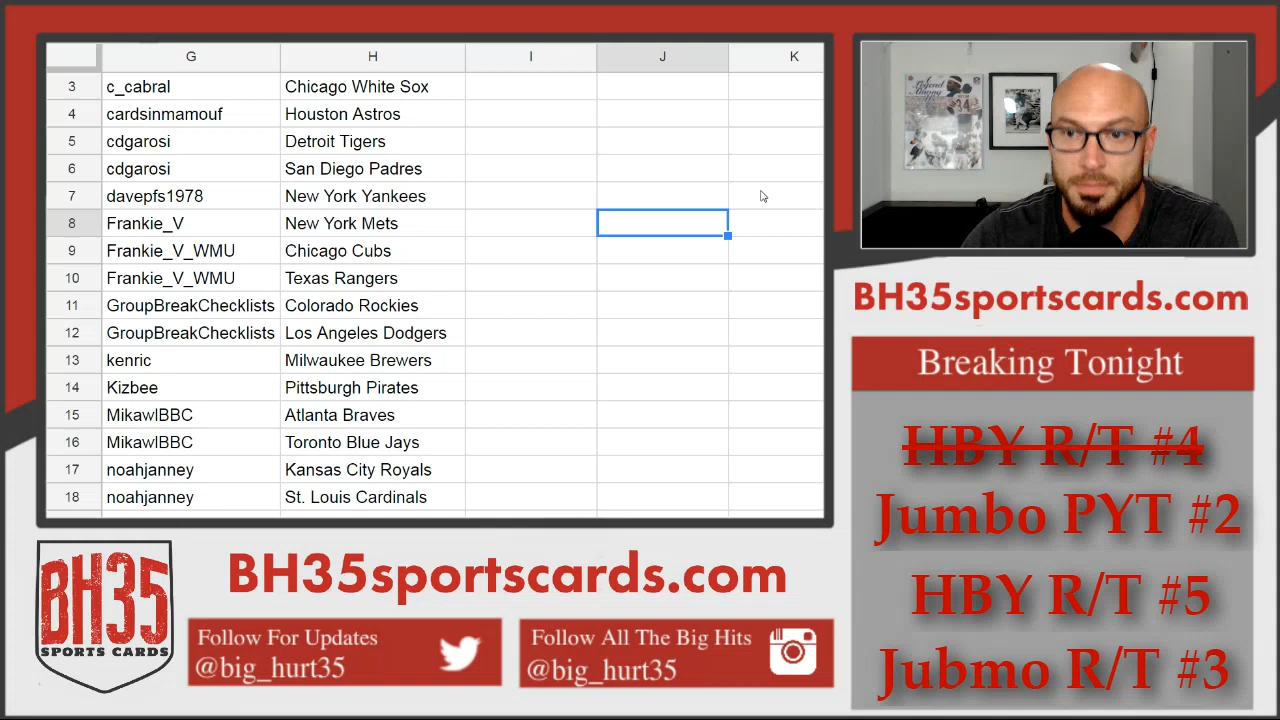 G H I J K
3 c_cabral Chicago White Sox
4 cardsinmamouf Houston Astros
5 cdgarosi Detroit Tigers
6 cdgarosi San Diego Padres
7 davepfs1978 New York Yankees
8 Frankie_V New York Mets
9 Frankie_V_WMU Chicago Cubs
10 Frankie_V_WMU Texas Rangers
11 GroupBreakChecklists Colorado Rockies
12 GroupBreakChecklists Los Angeles Dodgers
13 kenric Milwaukee Brewers
14 Kizbee Pittsburgh Pirates
15 MikawlBBC Atlanta Braves
16 MikawlBBC Toronto Blue Jays
17 noahjanney Kansas City Royals
18 noahjanney St. Louis Cardinals
34
BH35sportscards.com
Breaking Tonight
HBY R/T #4
Jumbo PYT #2
HBY R/T #5
Jubmo R/T #3
BH35
SPORTS CARDS
BH35sportscards.com
Follow For Updates
@big_hurt35
Follow All The Big Hits
@big_hurt35